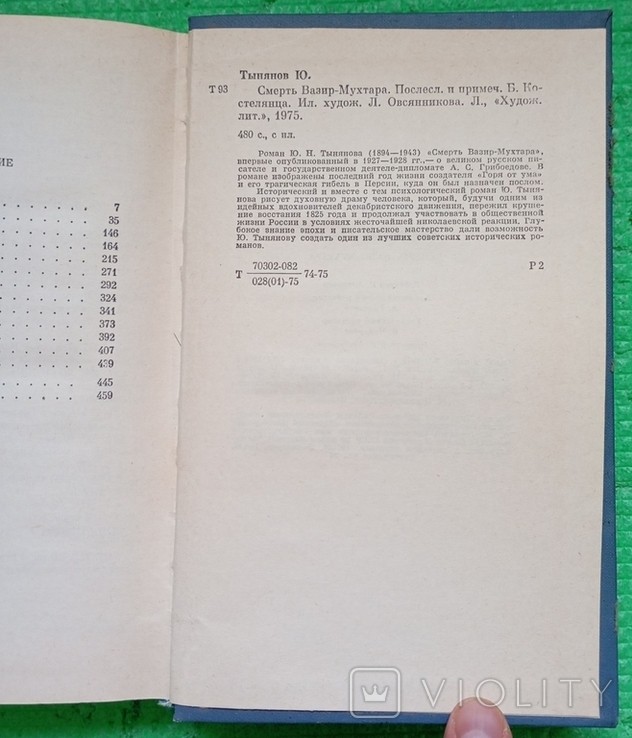 ИЕ
7
35
146
164
215
271
292
324
341
373
392
407
439
445
459
Тынянов Ю.
Т 93 Смерть Вазир-Мухтара. Послесл. и примеч. Б. Ко-
стелянца. Ил. худож. Л. Овсянникова. Л., «Худож.
лит.», 1975.
480 с., с ил.
Роман Ю. Н. Тынянова (1894—1943) «Смерть Вазир-Мухтара»,
впервые опубликованный в 1927—1928 гг.,— о великом русском пи-
сателе и государственном деятеле-дипломате А. С. Грибоедове. В
романе изображены последний год жизни создателя «Горя от ума»
и его трагическая гибель в Персии, куда он был назначен послом.
Исторический и вместе с тем психологический роман Ю. Тыня-
нова рисует духовную драму человека, который, будучи одним из
идейных вдохновителей декабристского движения, пережил круше-
ние восстания 1825 года и продолжал участвовать в общественной
жизни России в условиях жесточайшей николаевской реакции. Глу-
бокое знание эпохи и писательское мастерство дали возможность
Ю. Тынянову создать один из лучших советских исторических ро-
манов.
Т 70302-082 74-75 Р 2
028(01)-75
VIOLITY